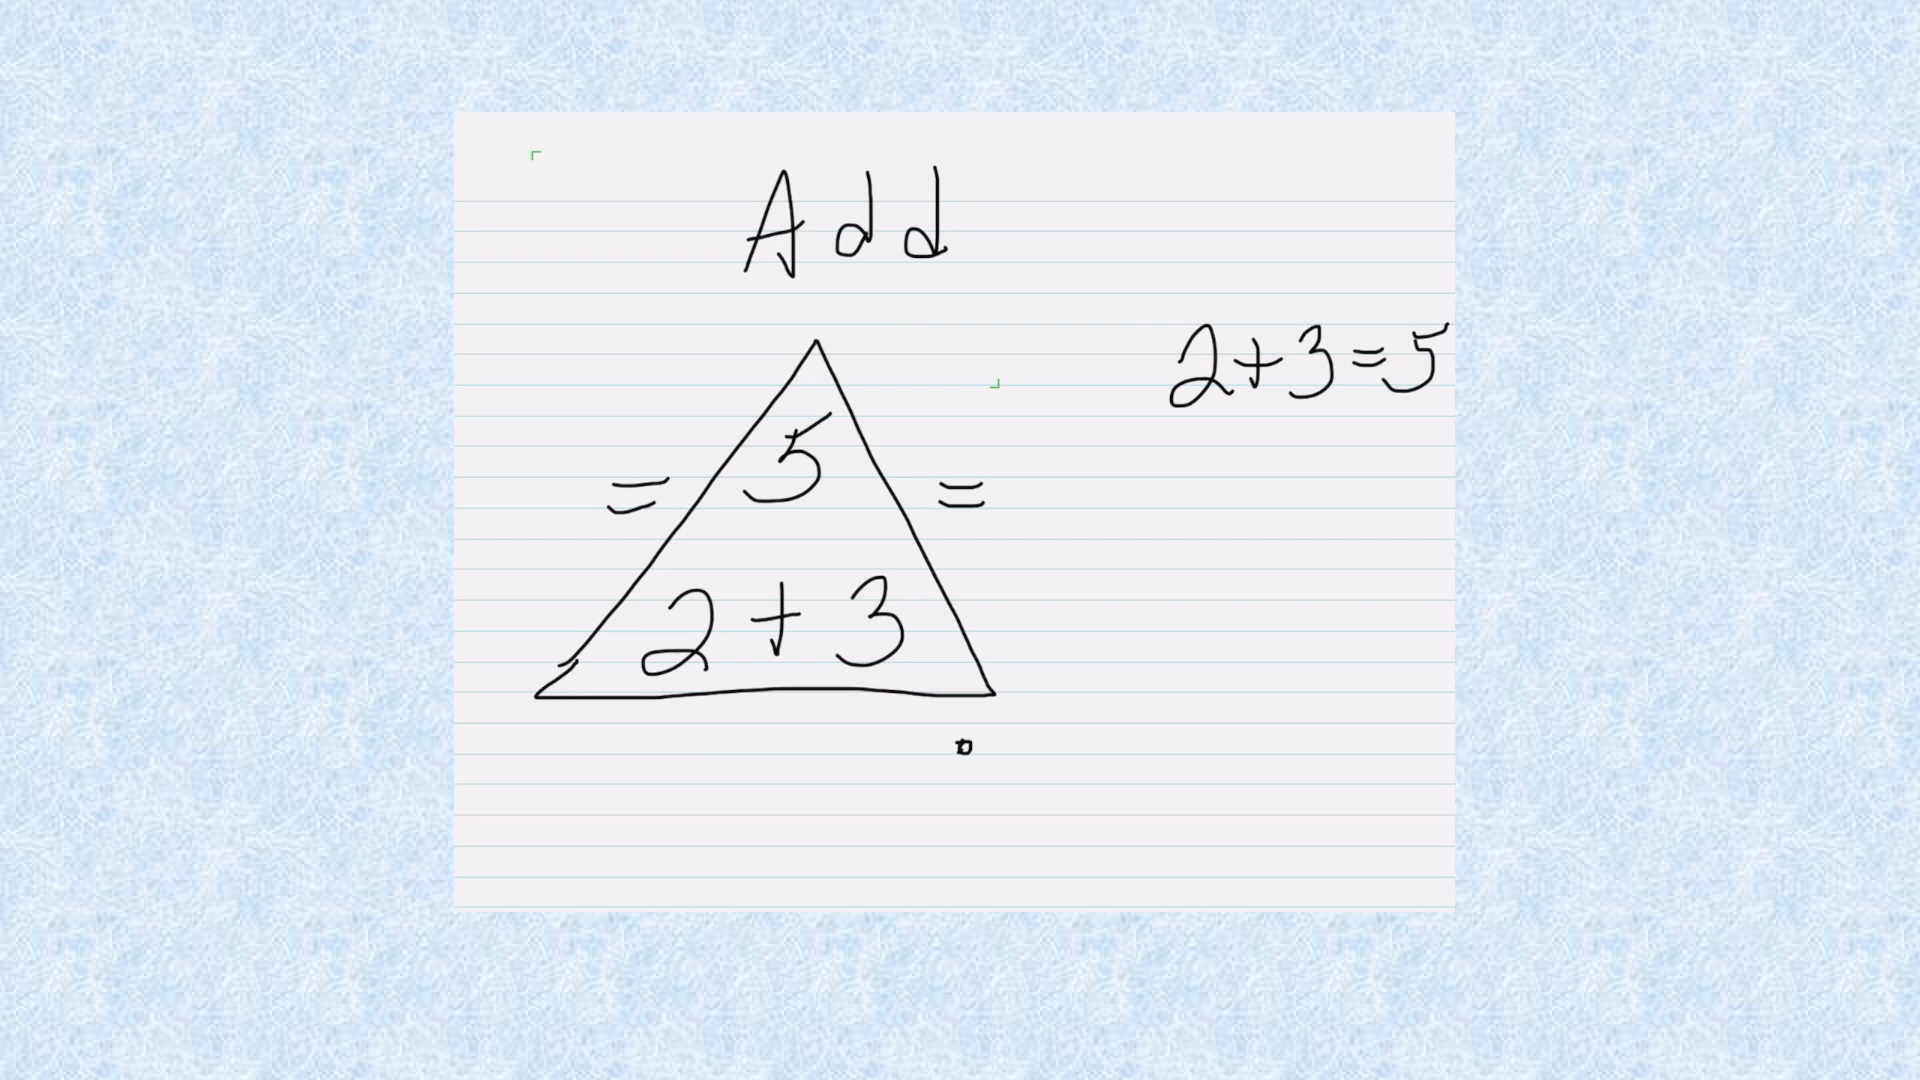 Add
2+3=5
5
= =
2 + 3